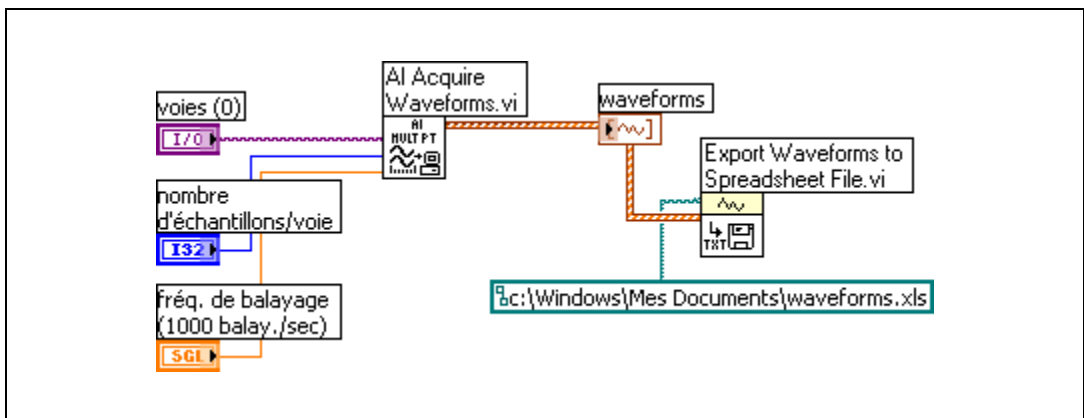 AI Acquire
Waveforms.vi
voies (0)
I/O
AI
MULT PT
waveforms
Export Waveforms to
Spreadsheet File.vi
TXT
nombre
d'échantillons/voie
I32
c:\Windows\Mes Documents\waveforms.xls
fréq. de balayage
(1000 balay./sec)
SGL